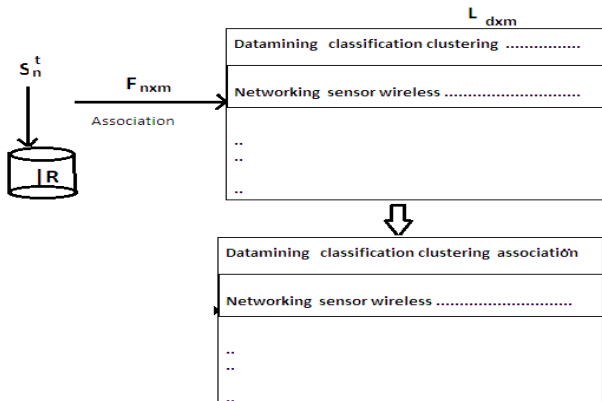 L dxm
Datamining classification clustering ................
S n t
F nxm
Networking sensor wireless .............................
Association
| R
..
..
..
Datamining classification clustering association
Networking sensor wireless .............................
..
..
..